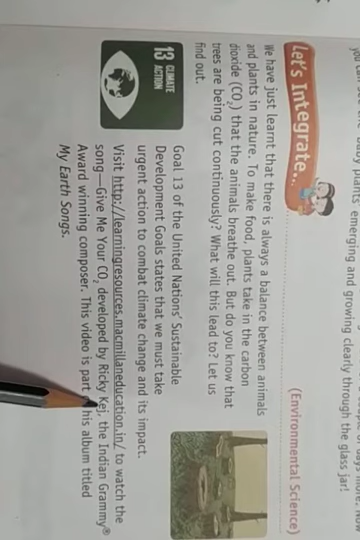 emerging and growing clearly through the glass jar!
Let's Integrate...
(Environmental Science)
We have just learnt that there is always a balance between animals
and plants in nature. To make food, plants take in the carbon
dioxide (CO₂) that the animals breathe out. But do you know that
trees are being cut continuously? What will this lead to? Let us
find out.
13 CLIMATE
ACTION
Goal 13 of the United Nations' Sustainable
Development Goals states that we must take
urgent action to combat climate change and its impact.
Visit http://learningresources.macmillaneducation.in/ to watch the
song—Give Me Your CO₂ developed by Ricky Kej, the Indian Grammy®
Award winning composer. This video is part his album titled
My Earth Songs.